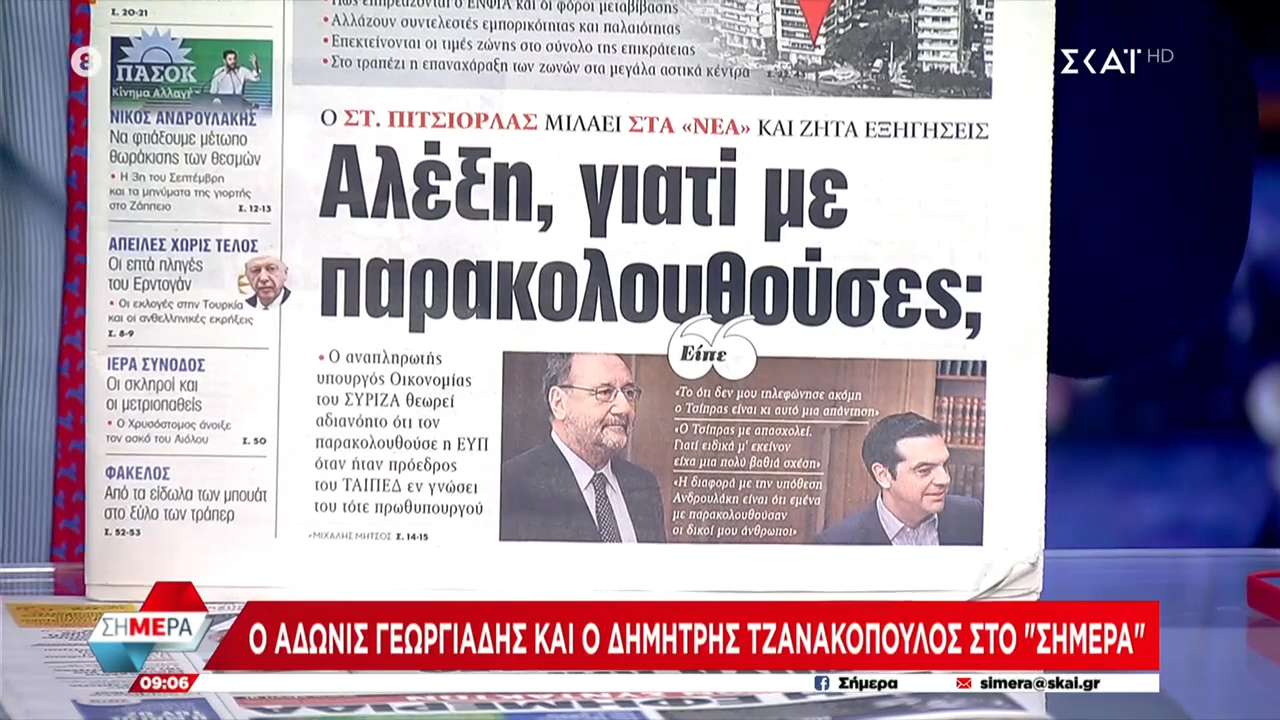 Σ. 20-21
ΠΑΣΟΚ
Κίνημα Αλλαγή
ΝΙΚΟΣ ΑΝΔΡΟΥΛΑΚΗΣ
Να φτιάξουμε μέτωπο
θωράκισης των θεσμών
• Η 3η του Σεπτέμβρη
και τα μηνύματα της γιορτής
στο Ζάππειο Σ. 12-13
ΑΠΕΙΛΕΣ ΧΩΡΙΣ ΤΕΛΟΣ
Οι επτά πληγές
του Ερντογάν
• Οι εκλογές στην Τουρκία
και οι ανθελληνικές εκρήξεις
Σ. 8-9
ΙΕΡΑ ΣΥΝΟΔΟΣ
Οι σκληροί και
οι μετριοπαθείς
• Ο Χρυσόστομος άνοιξε
τον ασκό του Αιόλου Σ. 50
ΦΑΚΕΛΟΣ
Από τα είδωλα των μπουάτ
στο ξύλο των τράπερ
Σ. 52-53
• Πώς επηρεάζονται ο ΕΝΦΙΑ και οι φόροι μεταβίβασης
• Αλλάζουν συντελεστές εμπορικότητας και παλαιότητας
• Επεκτείνονται οι τιμές ζώνης στο σύνολο της επικράτειας
• Στο τραπέζι η επαναχάραξη των ζωνών στα μεγάλα αστικά κέντρα
ΣΚΑΪ HD
Ο ΣΤ. ΠΙΤΣΙΟΡΛΑΣ ΜΙΛΑΕΙ ΣΤΑ «ΝΕΑ» ΚΑΙ ΖΗΤΑ ΕΞΗΓΗΣΕΙΣ
Αλέξη, γιατί με
παρακολουθούσες;
• Ο αναπληρωτής
υπουργός Οικονομίας
του ΣΥΡΙΖΑ θεωρεί
αδιανόητο ότι τον
παρακολουθούσε η ΕΥΠ
όταν ήταν πρόεδρος
του ΤΑΙΠΕΔ εν γνώσει
του τότε πρωθυπουργού
ΜΙΧΑΛΗΣ ΜΗΤΣΟΣ Σ. 14-15
Είπε
«Το ότι δεν μου τηλεφώνησε ακόμη
ο Τσίπρας είναι κι αυτό μια απάντηση»
«Ο Τσίπρας με απασχολεί.
Γιατί ειδικά μ' εκείνον
είχα μια πολύ βαθιά σχέση»
«Η διαφορά με την υπόθεση
Ανδρουλάκη είναι ότι εμένα
με παρακολουθούσαν
οι δικοί μου άνθρωποι»
ΣΗΜΕΡΑ
Ο ΑΔΩΝΙΣ ΓΕΩΡΓΙΑΔΗΣ ΚΑΙ Ο ΔΗΜΗΤΡΗΣ ΤΖΑΝΑΚΟΠΟΥΛΟΣ ΣΤΟ "ΣΗΜΕΡΑ"
09:06
Σήμερα
simera@skai.gr